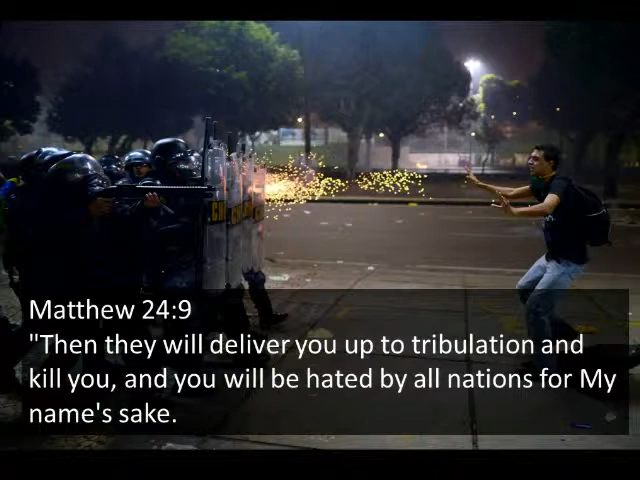 Matthew 24:9
"Then they will deliver you up to tribulation and
kill you, and you will be hated by all nations for My
name's sake.